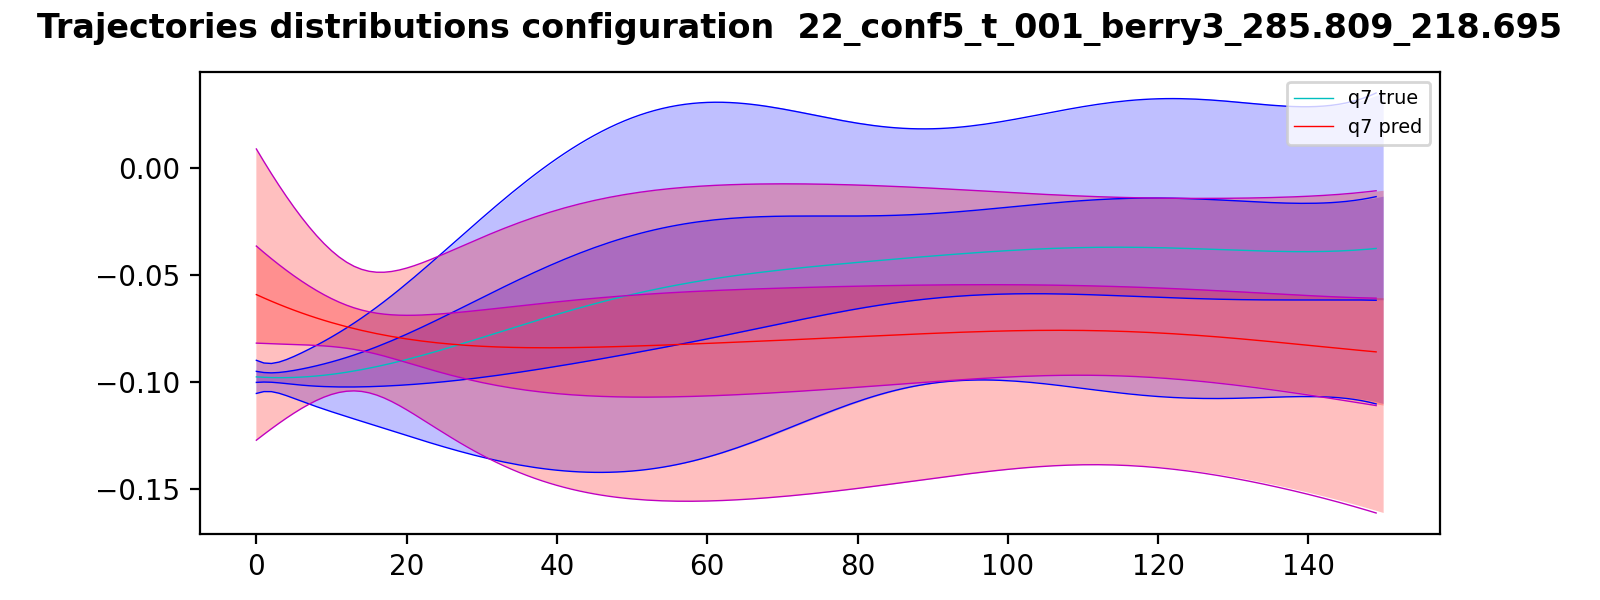 Trajectories distributions configuration  22_conf5_t_001_berry3_285.809_218.695
q7 true
q7 pred
0.00
−0.05
−0.10
−0.15
0 20 40 60 80 100 120 140